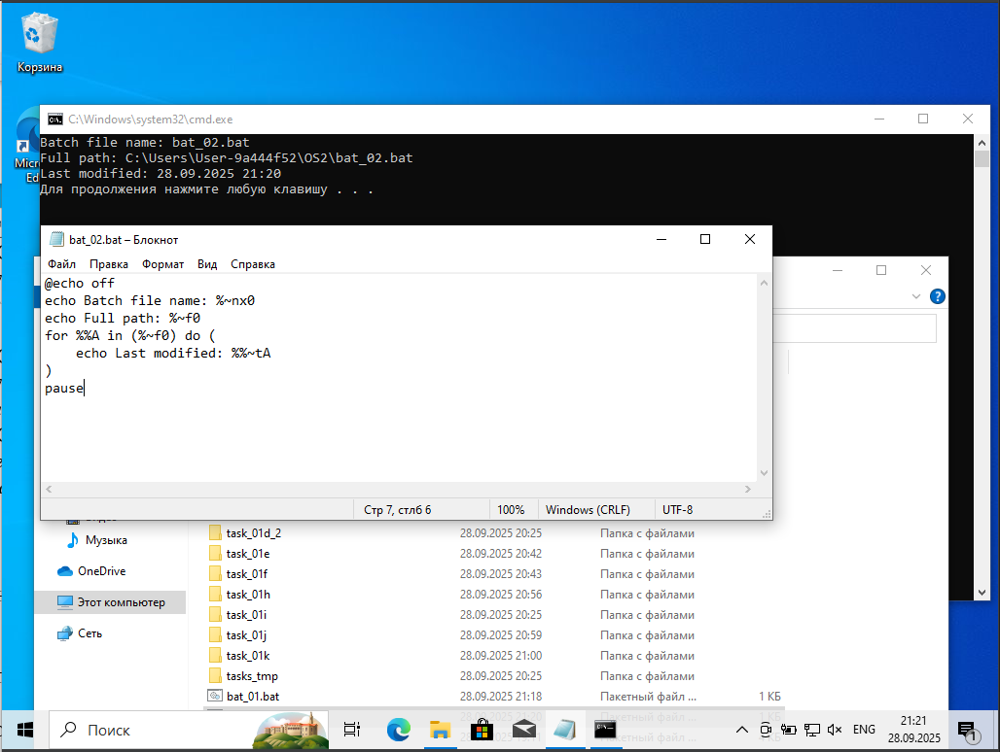 Корзина
C:\Windows\system32\cmd.exe
Batch file name: bat_02.bat
Full path: C:\Users\User-9a444f52\OS2\bat_02.bat
Last modified: 28.09.2025 21:20
Для продолжения нажмите любую клавишу . . .
bat_02.bat – Блокнот
Файл Правка Формат Вид Справка
@echo off
echo Batch file name: %~nx0
echo Full path: %~f0
for %%A in (%~f0) do (
    echo Last modified: %%~tA
)
pause
Стр 7, стлб 6 100% Windows (CRLF) UTF-8
Музыка
OneDrive
Этот компьютер
Сеть
task_01d_2 28.09.2025 20:25 Папка с файлами
task_01e 28.09.2025 20:42 Папка с файлами
task_01f 28.09.2025 20:43 Папка с файлами
task_01h 28.09.2025 20:56 Папка с файлами
task_01i 28.09.2025 20:25 Папка с файлами
task_01j 28.09.2025 20:59 Папка с файлами
task_01k 28.09.2025 21:00 Папка с файлами
tasks_tmp 28.09.2025 20:25 Папка с файлами
bat_01.bat 28.09.2025 21:18 Пакетный файл ... 1 КБ
Поиск
ENG
21:21
28.09.2025
1